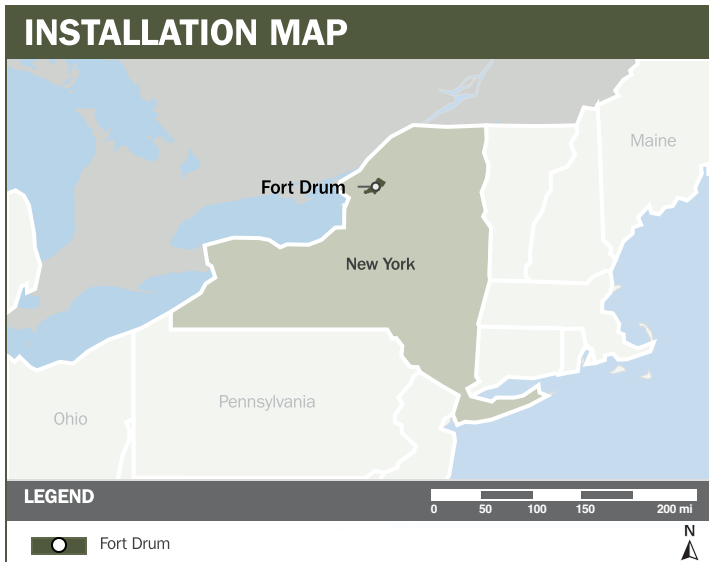 INSTALLATION MAP
Maine
Fort Drum
New York
Pennsylvania
Ohio
LEGEND
0 50 100 150 200 mi
Fort Drum
N